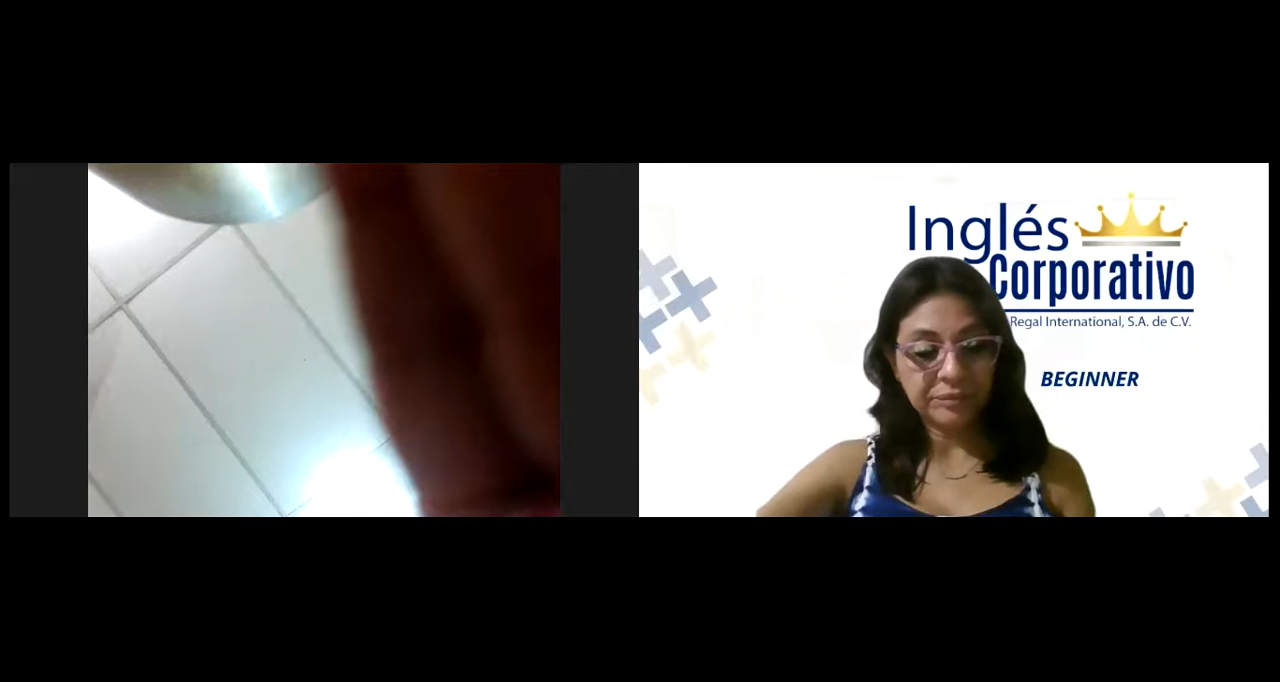 Inglés
Corporativo
Regal International, S.A. de C.V.
BEGINNER